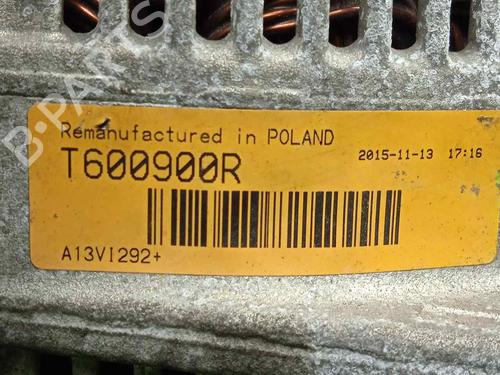 B-PARTS
Remanufactured in POLAND
2015-11-13 17:16
T600900R
A13VI292+